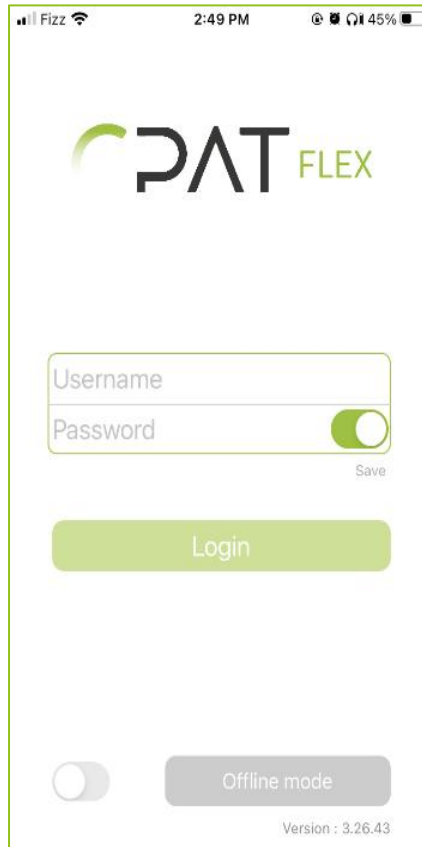 Fizz 2:49 PM 45%
PAT FLEX
Username
Password
Save
Login
Offline mode
Version : 3.26.43